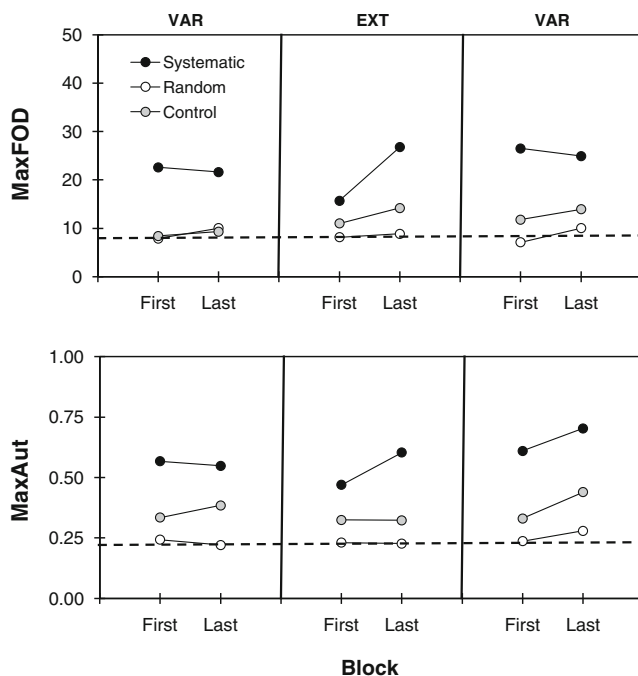 VAR EXT VAR
50
40
30
20
10
0
MaxFOD
Systematic
Random
Control
First Last First Last First Last
1.00
0.75
0.50
0.25
0.00
MaxAut
First Last First Last First Last
Block